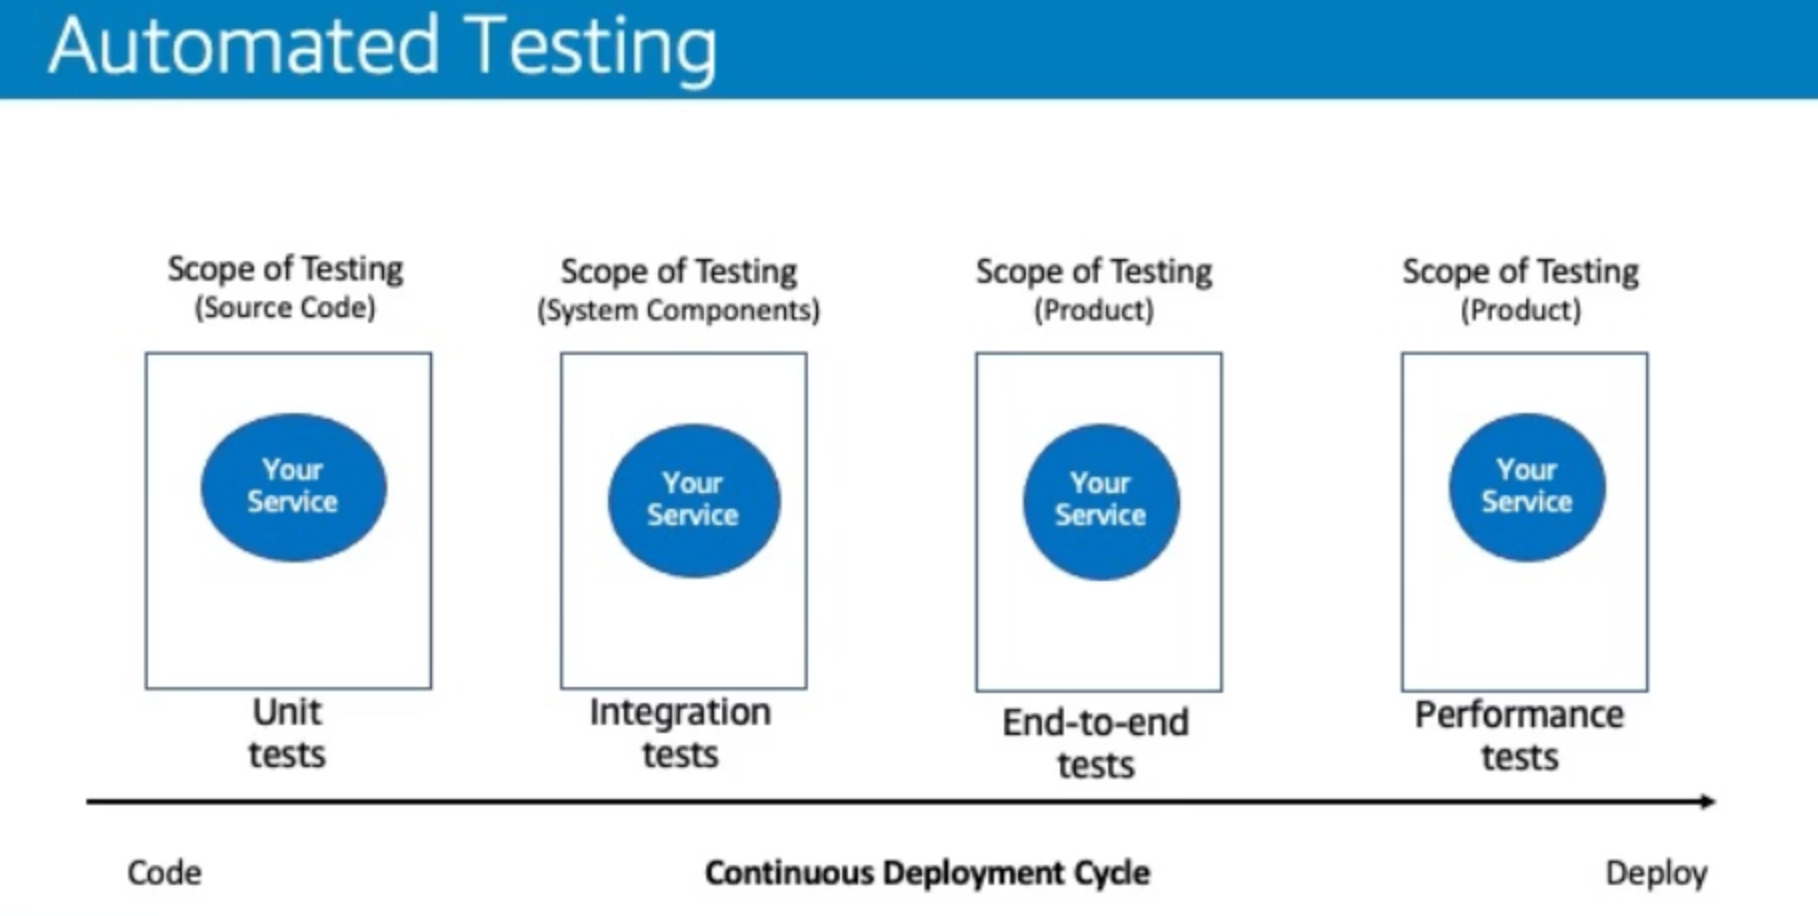 Automated Testing
Scope of Testing
(Source Code)
Scope of Testing
(System Components)
Scope of Testing
(Product)
Scope of Testing
(Product)
Your
Service
Your
Service
Your
Service
Your
Service
Unit
tests
Integration
tests
End-to-end
tests
Performance
tests
Code
Continuous Deployment Cycle
Deploy